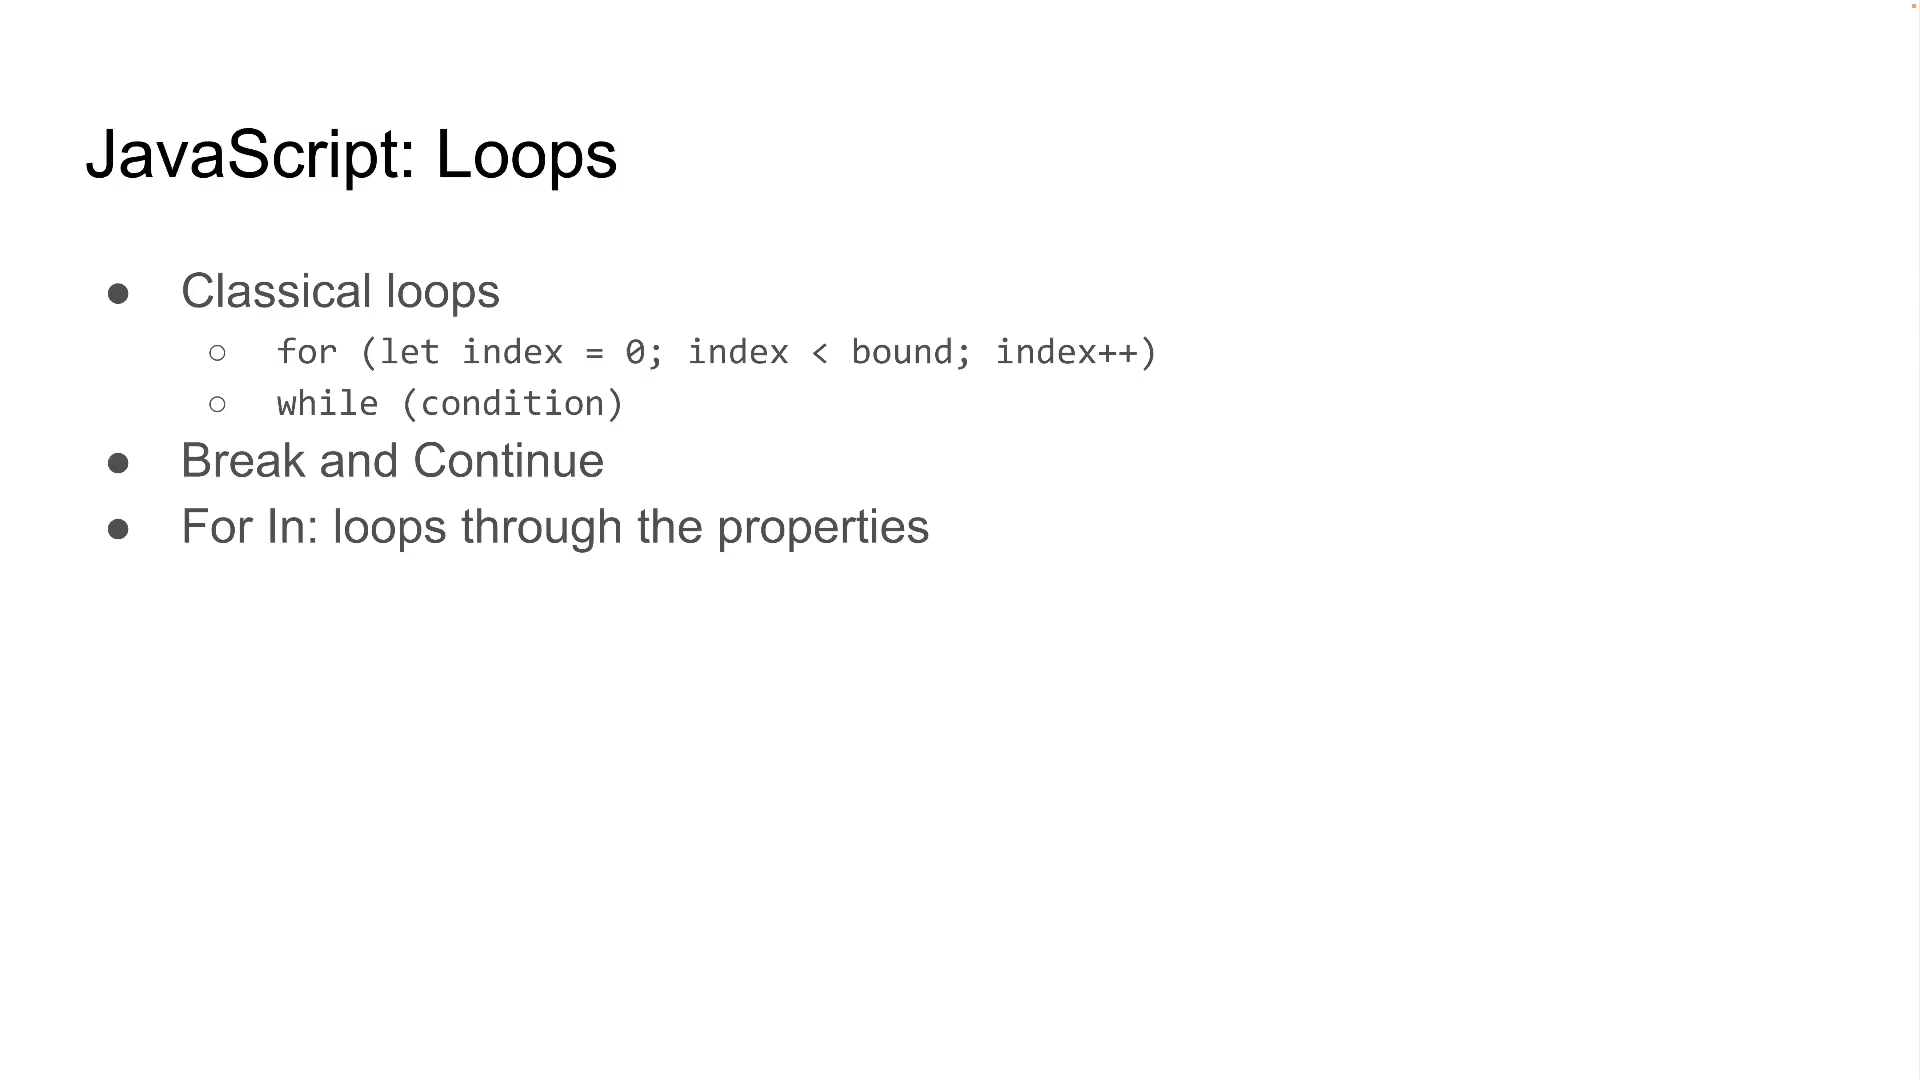 JavaScript: Loops
● Classical loops
○ for (let index = 0; index < bound; index++)
○ while (condition)
● Break and Continue
● For In: loops through the properties